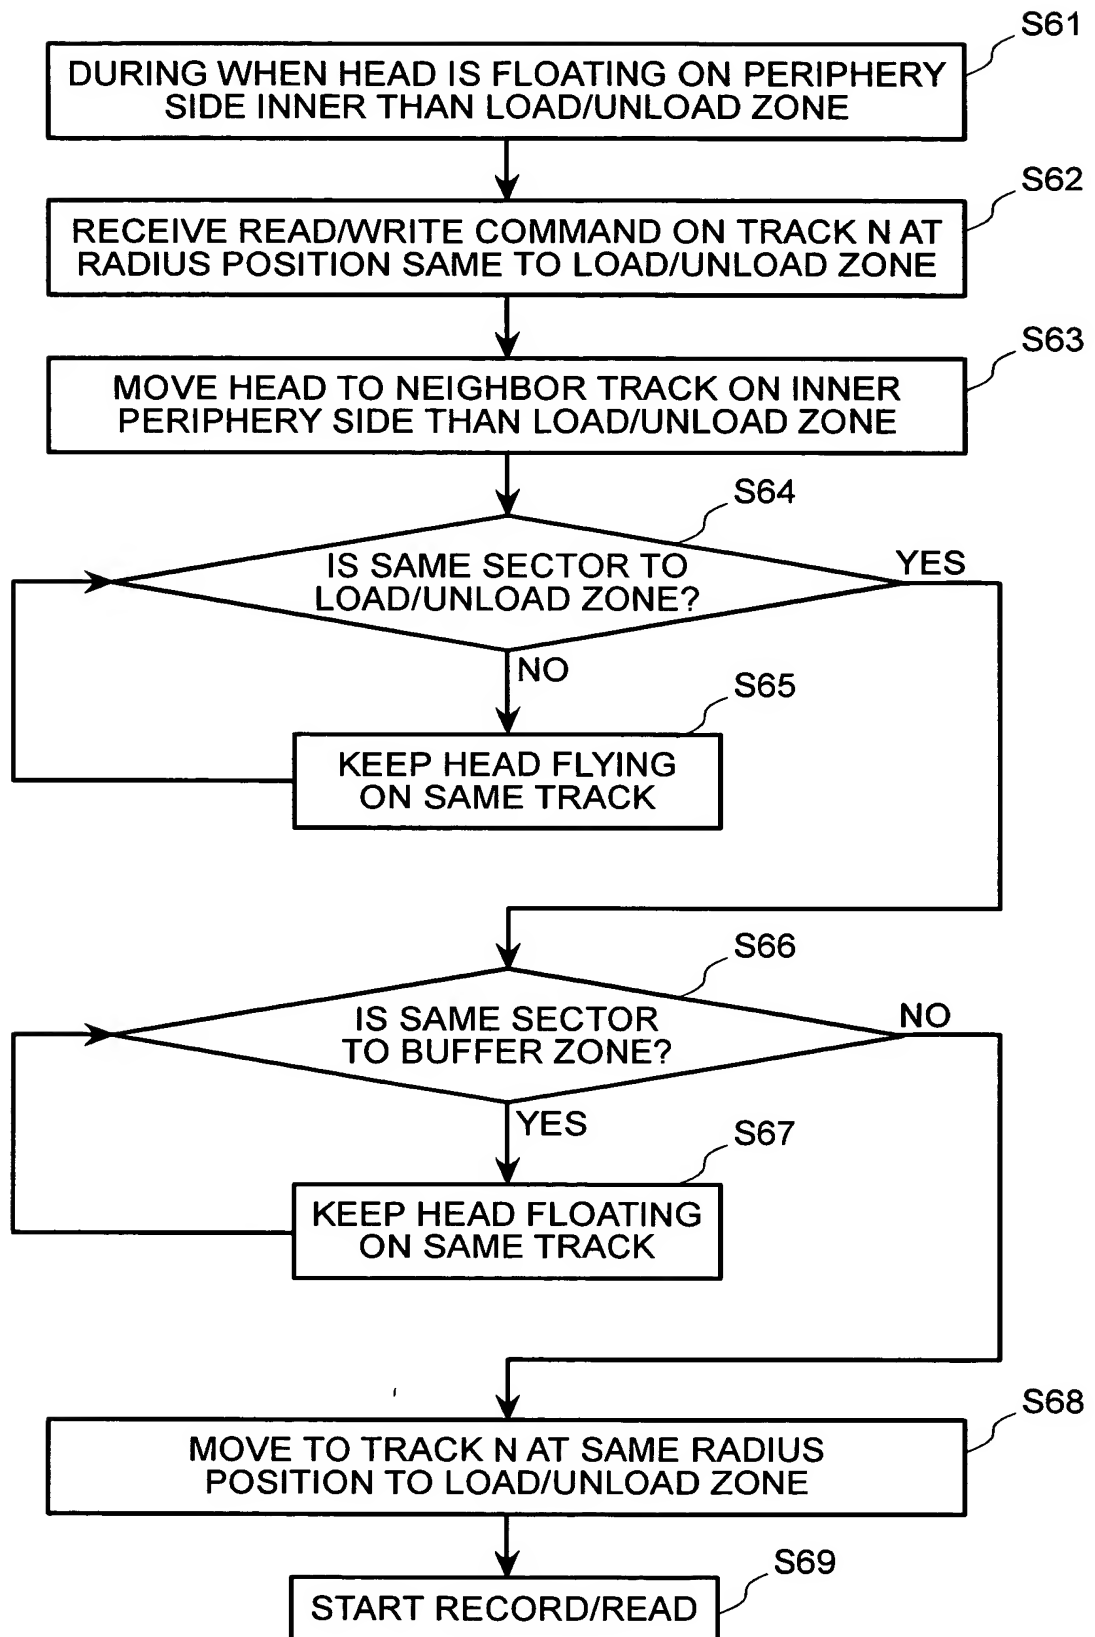 S61
DURING WHEN HEAD IS FLOATING ON PERIPHERY
SIDE INNER THAN LOAD/UNLOAD ZONE
S62
RECEIVE READ/WRITE COMMAND ON TRACK N AT
RADIUS POSITION SAME TO LOAD/UNLOAD ZONE
S63
MOVE HEAD TO NEIGHBOR TRACK ON INNER
PERIPHERY SIDE THAN LOAD/UNLOAD ZONE
S64
IS SAME SECTOR TO
LOAD/UNLOAD ZONE?
YES
NO
S65
KEEP HEAD FLYING
ON SAME TRACK
S66
IS SAME SECTOR
TO BUFFER ZONE?
NO
YES
S67
KEEP HEAD FLOATING
ON SAME TRACK
S68
MOVE TO TRACK N AT SAME RADIUS
POSITION TO LOAD/UNLOAD ZONE
S69
START RECORD/READ